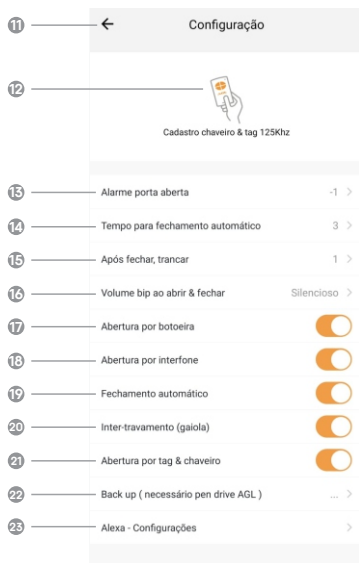 11 Configuração
12
Cadastro chaveiro & tag 125Khz
13 Alarme porta aberta -1
14 Tempo para fechamento automático 3
15 Após fechar, trancar 1
16 Volume bip ao abrir & fechar Silencioso
17 Abertura por botoeira
18 Abertura por interfone
19 Fechamento automático
20 Inter-travamento (gaiola)
21 Abertura por tag & chaveiro
22 Back up ( necessário pen drive AGL ) ...
23 Alexa - Configurações